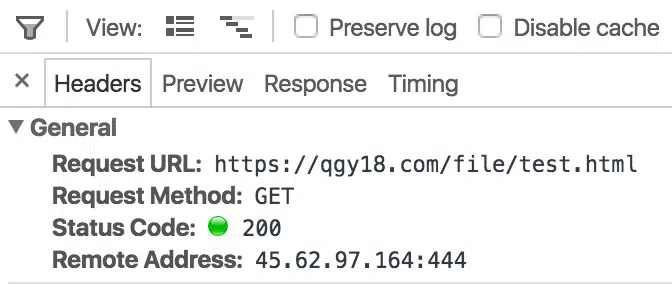 View: Preserve log Disable cache
× Headers Preview Response Timing
General
Request URL: https://qgy18.com/file/test.html
Request Method: GET
Status Code: 200
Remote Address: 45.62.97.164:444